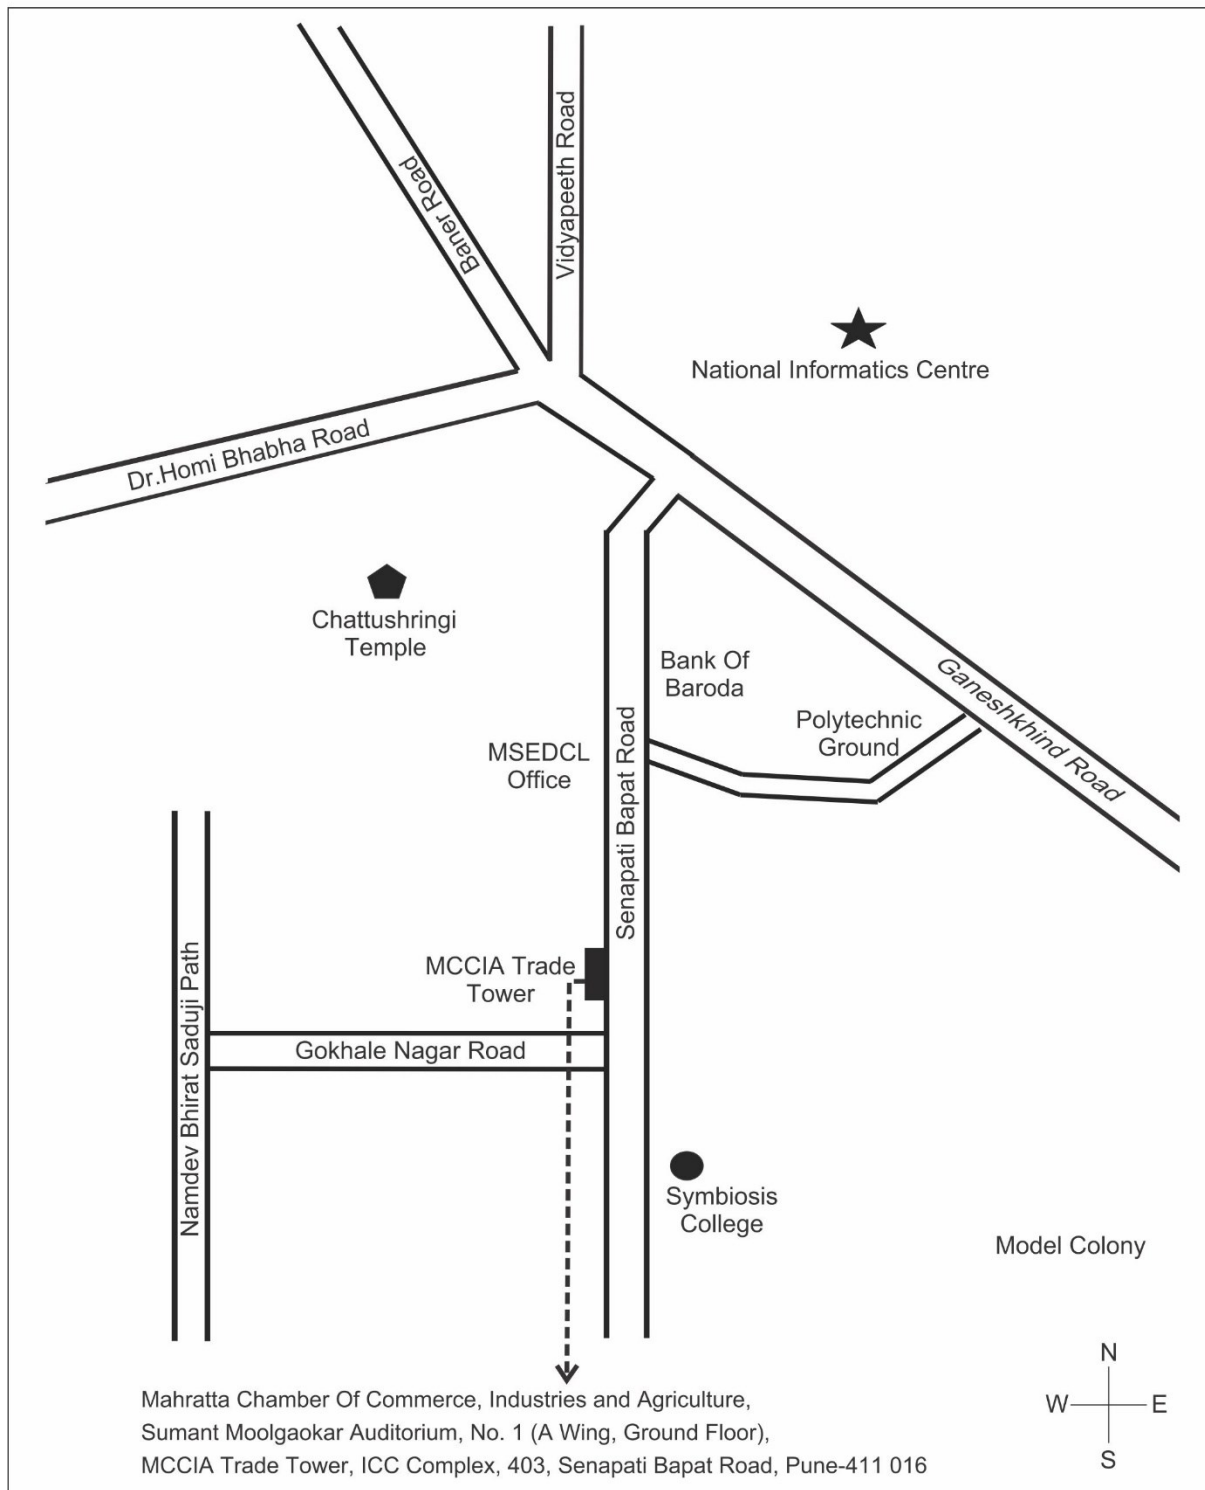 Baner Road
Vidyapeeth Road
National Informatics Centre
Dr.Homi Bhabha Road
Chattushringi
Temple
Bank Of
Baroda
Ganeshkhind Road
Polytechnic
Ground
MSEDCL
Office
Senapati Bapat Road
Namdev Bhirat Saduji Path
MCCIA Trade
Tower
Gokhale Nagar Road
Symbiosis
College
Model Colony
N
W
E
S
Mahratta Chamber Of Commerce, Industries and Agriculture,
Sumant Moolgaokar Auditorium, No. 1 (A Wing, Ground Floor),
MCCIA Trade Tower, ICC Complex, 403, Senapati Bapat Road, Pune-411 016